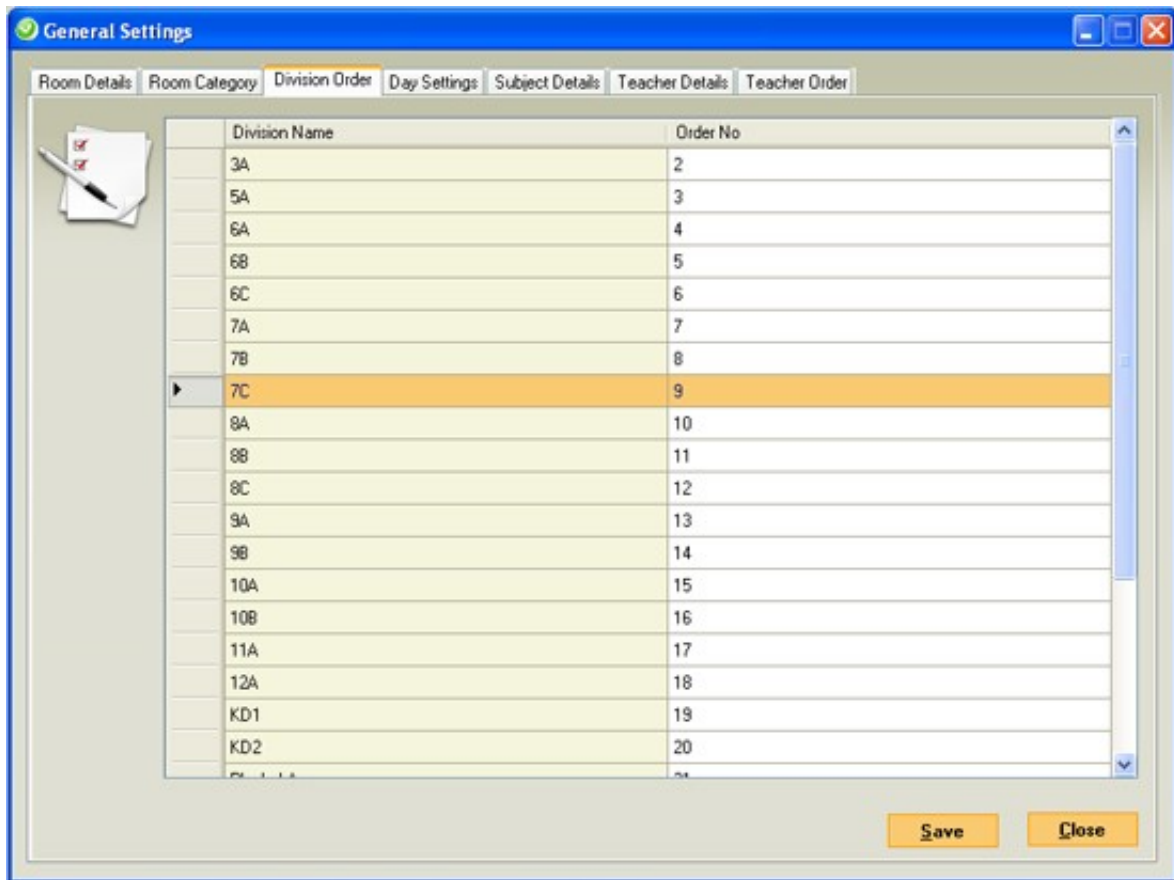 General Settings
Room Details Room Category Division Order Day Settings Subject Details Teacher Details Teacher Order
Division Name Order No
3A 2
5A 3
6A 4
6B 5
6C 6
7A 7
7B 8
7C 9
8A 10
8B 11
8C 12
9A 13
9B 14
10A 15
10B 16
11A 17
12A 18
KD1 19
KD2 20
Save Close